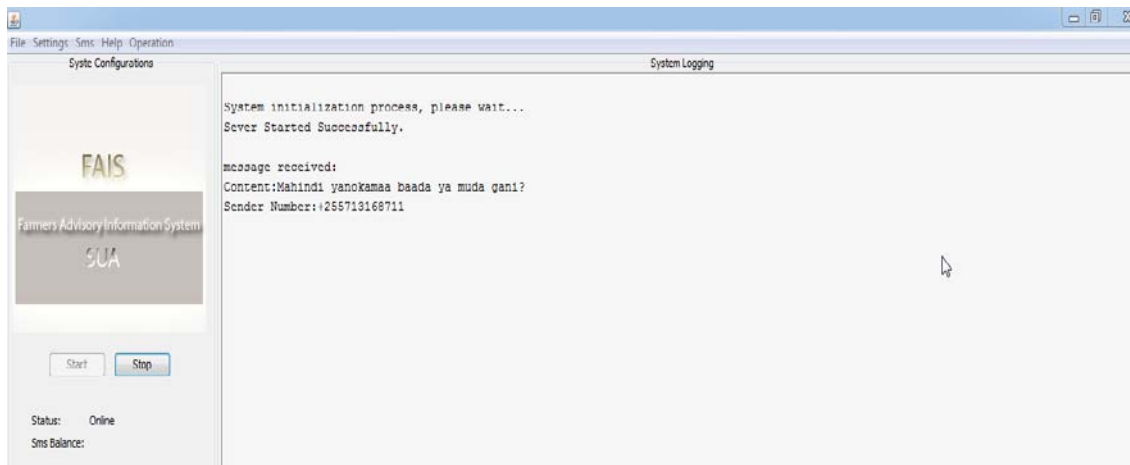 File Settings Sms Help Operation
Syste Configurations
System Logging
FAIS
Farmers Advisory Information System
SUA
Start Stop
Status: Online
Sms Balance:
System initialization process, please wait...
Sever Started Successfully.
message received:
Content:Mahindi yanokamaa baada ya muda gani?
Sender Number:+255713168711